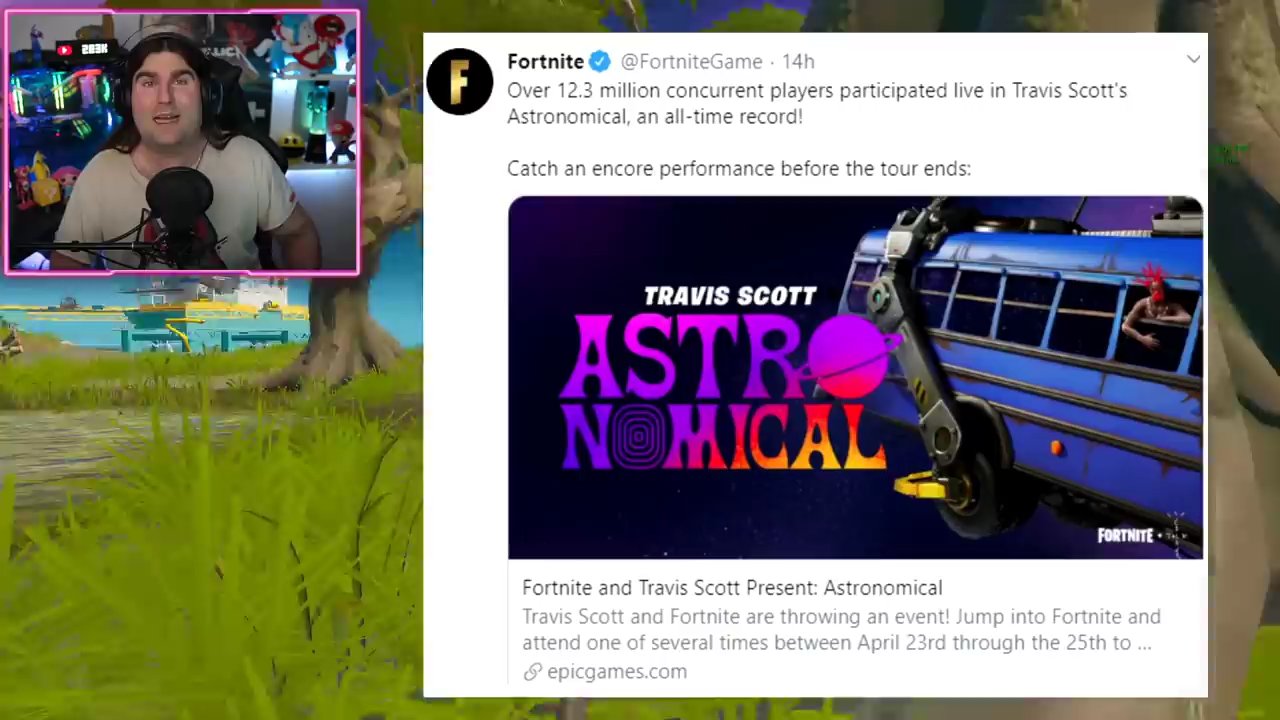 283K
Fortnite @FortniteGame · 14h
Over 12.3 million concurrent players participated live in Travis Scott's
Astronomical, an all-time record!
Catch an encore performance before the tour ends:
TRAVIS SCOTT
ASTRO
NOMICAL
FORTNITE
Fortnite and Travis Scott Present: Astronomical
Travis Scott and Fortnite are throwing an event! Jump into Fortnite and
attend one of several times between April 23rd through the 25th to ...
epicgames.com